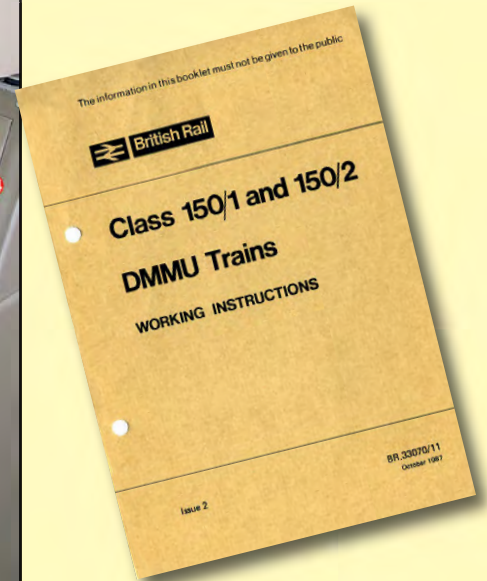 The information in this booklet must not be given to the public
British Rail
Class 150/1 and 150/2
DMMU Trains
WORKING INSTRUCTIONS
BR.33070/11
October 1987
Issue 2